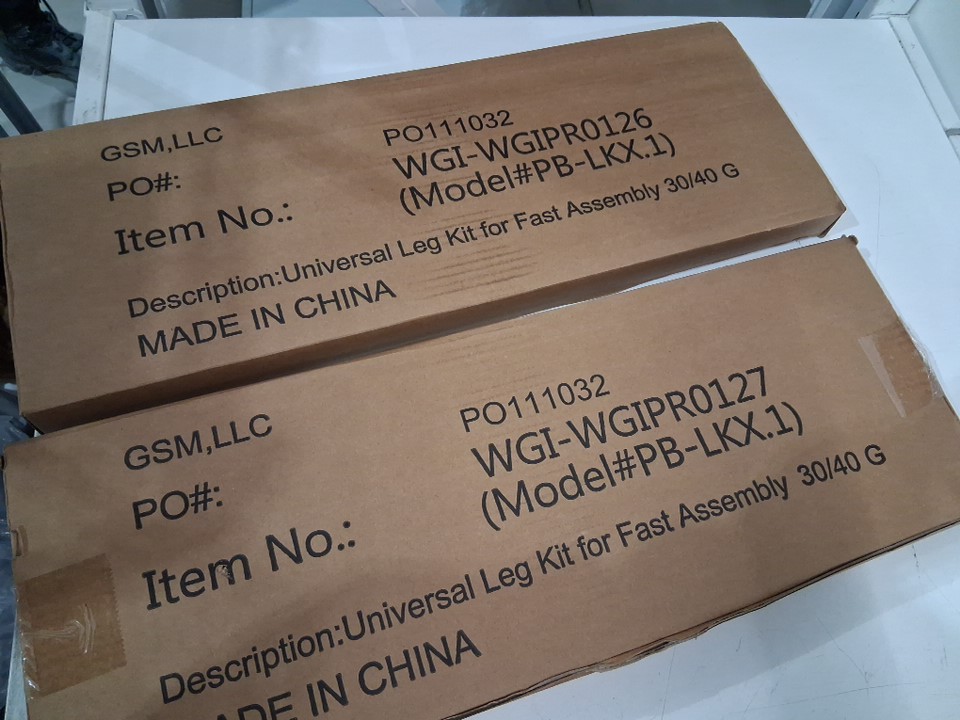 GSM,LLC
PO#: PO111032
Item No.: WGI-WGIPR0126
(Model#PB-LKX.1)
Description:Universal Leg Kit for Fast Assembly 30/40 G
MADE IN CHINA
GSM,LLC
PO#: PO111032
Item No.: WGI-WGIPR0127
(Model#PB-LKX.1)
Description:Universal Leg Kit for Fast Assembly 30/40 G
MADE IN CHINA